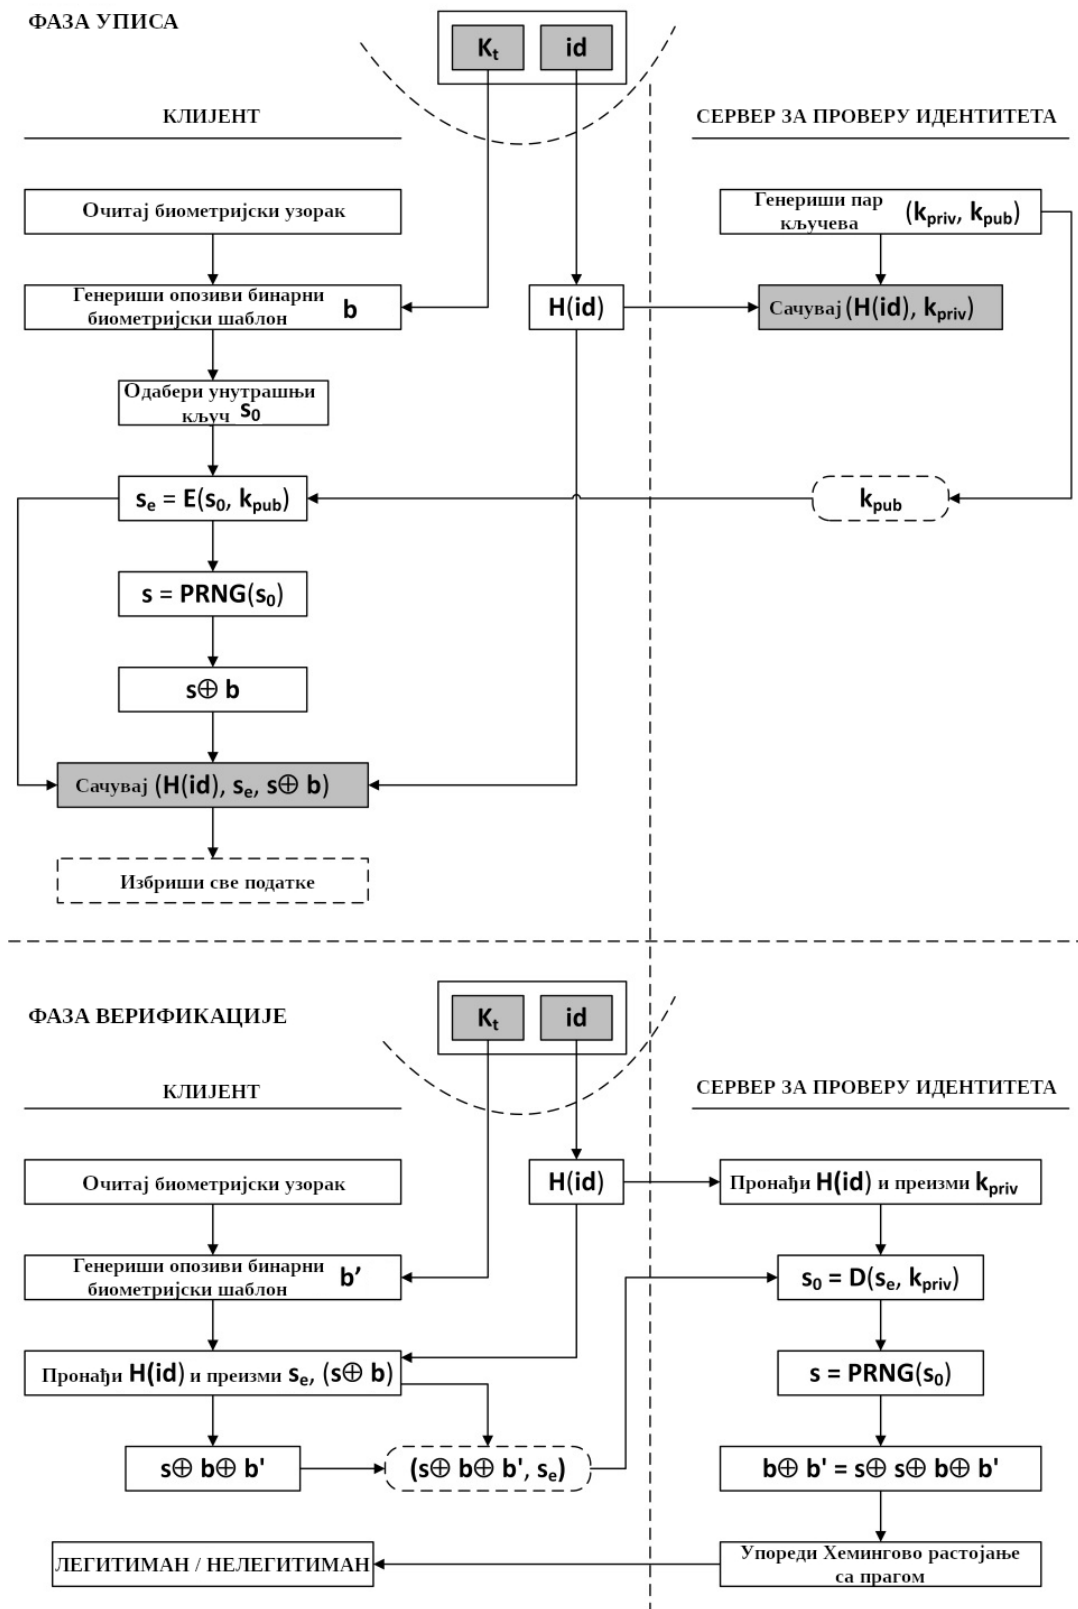 ФАЗА УПИСА
Kt id
КЛИЈЕНТ
СЕРВЕР ЗА ПРОВЕРУ ИДЕНТИТЕТА
Очитај биометријски узорак
Генериши пар
кључева (kpriv, kpub)
Генериши опозиви бинарни
биометријски шаблон b
H(id)
Сачувај (H(id), kpriv)
Одабери унутрашњи
кључ s0
se = E(s0, kpub)
kpub
s = PRNG(s0)
s⊕ b
Сачувај (H(id), se, s⊕ b)
Избриши све податке
ФАЗА ВЕРИФИКАЦИЈЕ
Kt id
КЛИЈЕНТ
СЕРВЕР ЗА ПРОВЕРУ ИДЕНТИТЕТА
Очитај биометријски узорак
H(id)
Пронађи H(id) и преизми kpriv
Генериши опозиви бинарни
биометријски шаблон b’
s0 = D(se, kpriv)
Пронађи H(id) и преизми se, (s⊕ b)
s = PRNG(s0)
s⊕ b⊕ b'
(s⊕ b⊕ b', se)
b⊕ b' = s⊕ s⊕ b⊕ b'
Упореди Хемингово растојање
са прагом
ЛЕГИТИМАН / НЕЛЕГИТИМАН